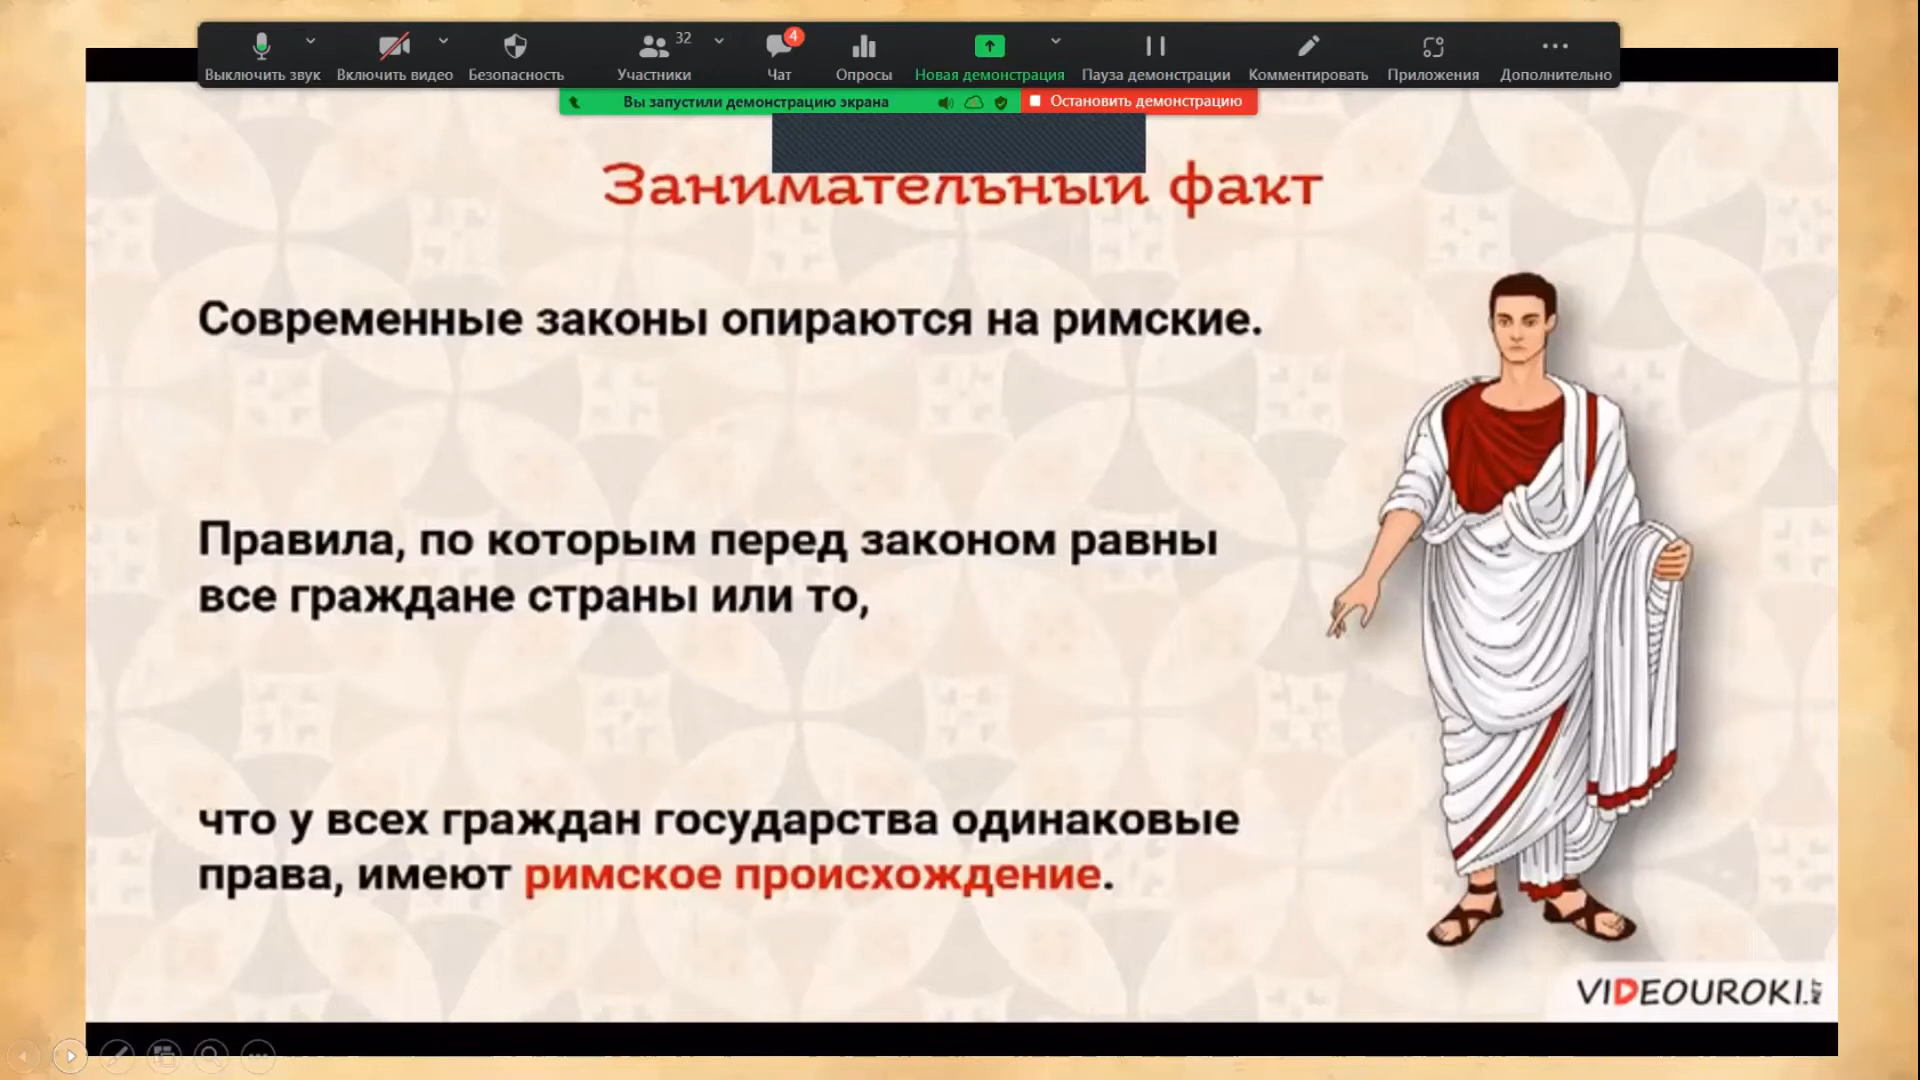 32
4
Выключить звук
Включить видео
Безопасность
Участники
Чат
Опросы
Новая демонстрация
Пауза демонстрации
Комментировать
Приложения
Дополнительно
Вы запустили демонстрацию экрана
Остановить демонстрацию
Занимательный факт
Современные законы опираются на римские.
Правила, по которым перед законом равны
все граждане страны или то,
что у всех граждан государства одинаковые
права, имеют римское происхождение.
VIDEOUROKI.NET